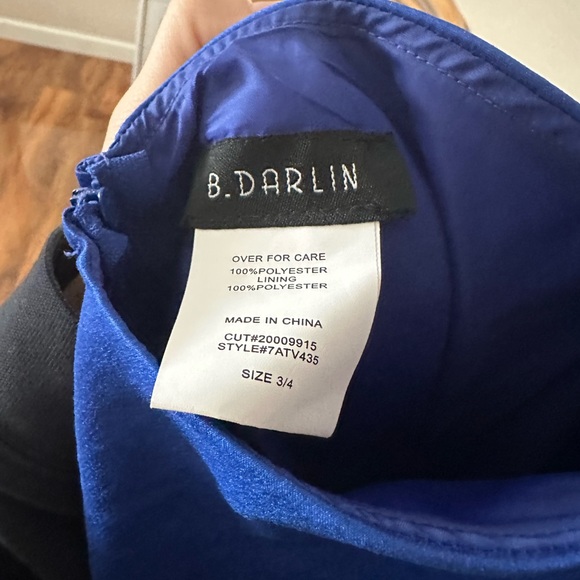 B.DARLIN
OVER FOR CARE
100%POLYESTER
LINING
100%POLYESTER
MADE IN CHINA
CUT#20009915
STYLE#7ATV435
SIZE 3/4